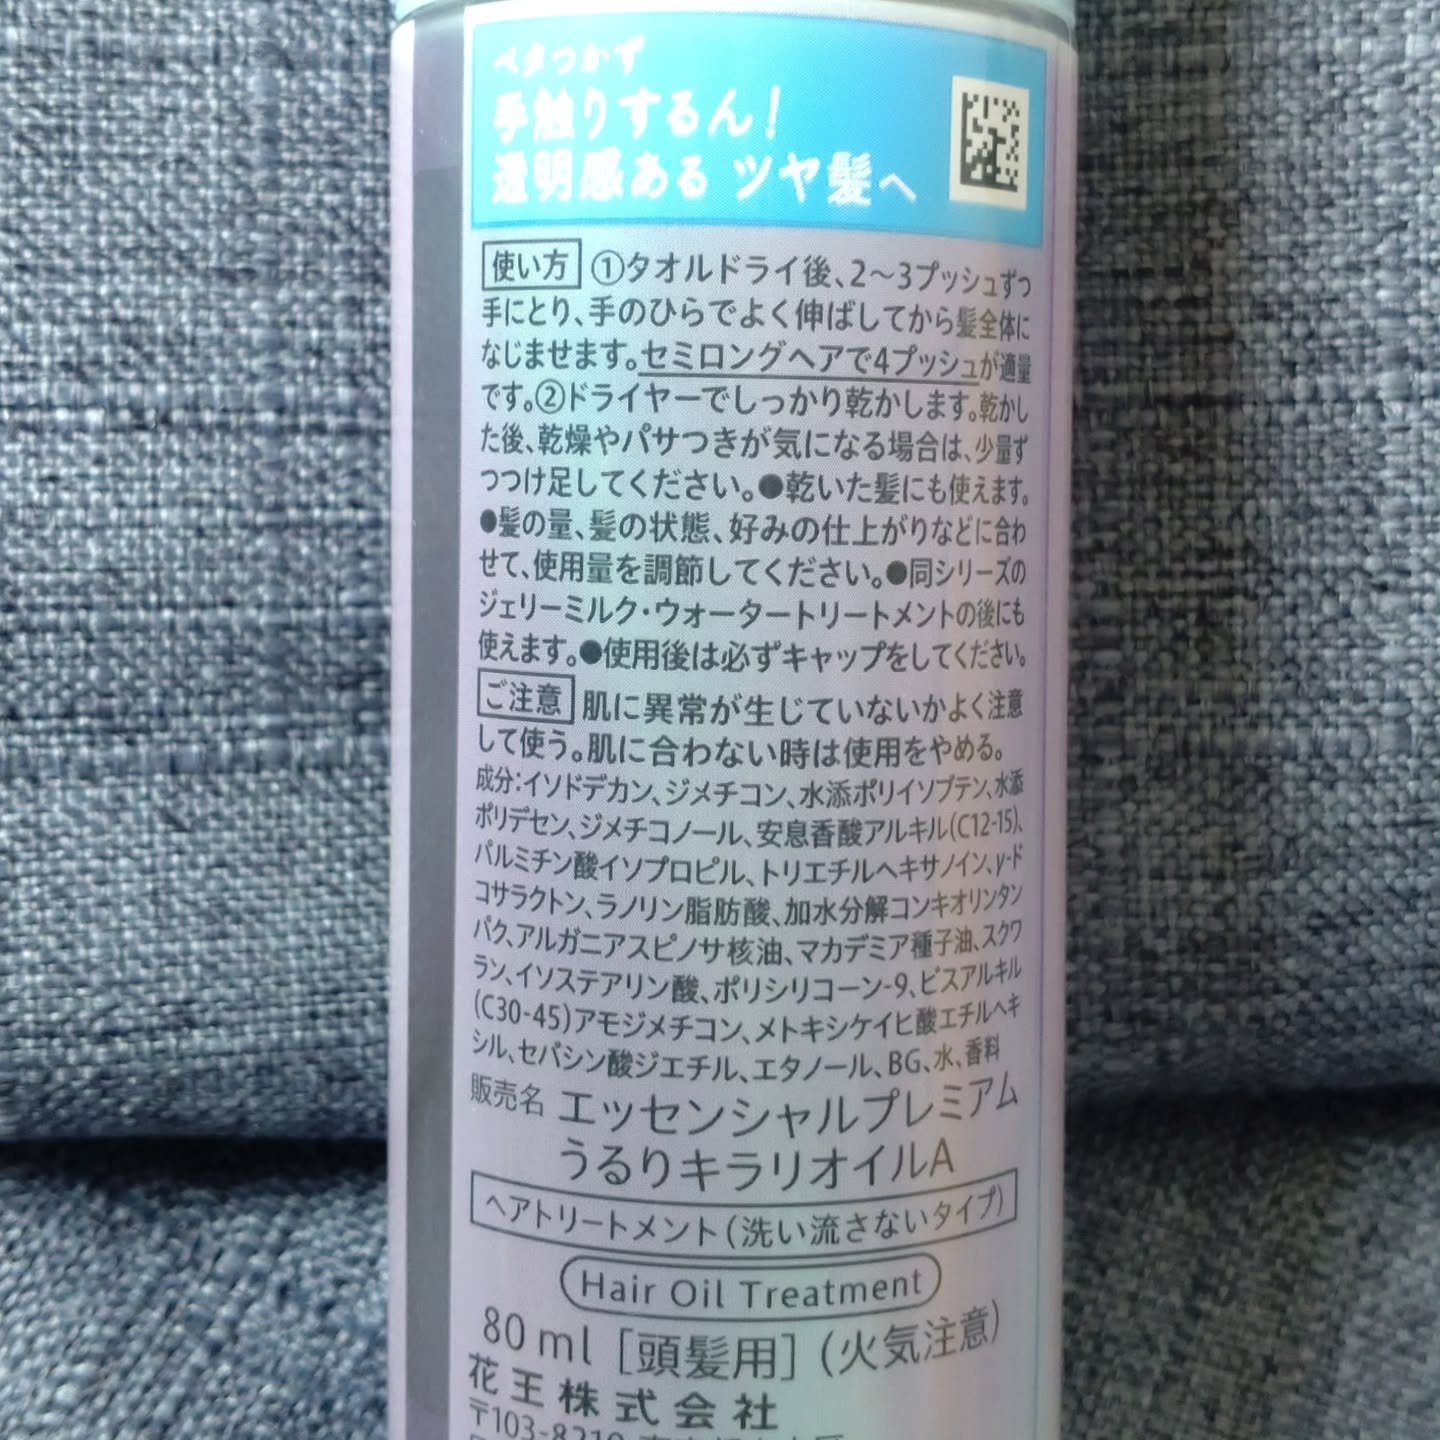 ベタつかず
手触りするん!
透明感ある ツヤ髪へ
使い方 ①タオルドライ後、2〜3プッシュずつ
手にとり、手のひらでよく伸ばしてから髪全体に
なじませます。セミロングヘアで4プッシュが適量
です。②ドライヤーでしっかり乾かします。乾かし
た後、乾燥やパサつきが気になる場合は、少量ず
つつけ足してください。●乾いた髪にも使えます。
●髪の量、髪の状態、好みの仕上がりなどに合わ
せて、使用量を調節してください。●同シリーズの
ジェリーミルク・ウォータートリートメントの後にも
使えます。●使用後は必ずキャップをしてください。
ご注意 肌に異常が生じていないかよく注意
して使う。肌に合わない時は使用をやめる。
成分:イソドデカン、ジメチコン、水添ポリイソブテン、水添
ポリデセン、ジメチコノール、安息香酸アルキル(C12-15)、
パルミチン酸イソプロピル、トリエチルヘキサノイン、γ-ド
コサラクトン、ラノリン脂肪酸、加水分解コンキオリンタン
パク、アルガニアスピノサ核油、マカデミア種子油、スクワ
ラン、イソステアリン酸、ポリシリコーン-9、ビスアルキル
(C30-45)アモジメチコン、メトキシケイヒ酸エチルヘキ
シル、セバシン酸ジエチル、エタノール、BG、水、香料
販売名 エッセンシャルプレミアム
うるりキラリオイルA
ヘアトリートメント(洗い流さないタイプ)
Hair Oil Treatment
80 ml [頭髪用] (火気注意)
花王株式会社
〒103-8210